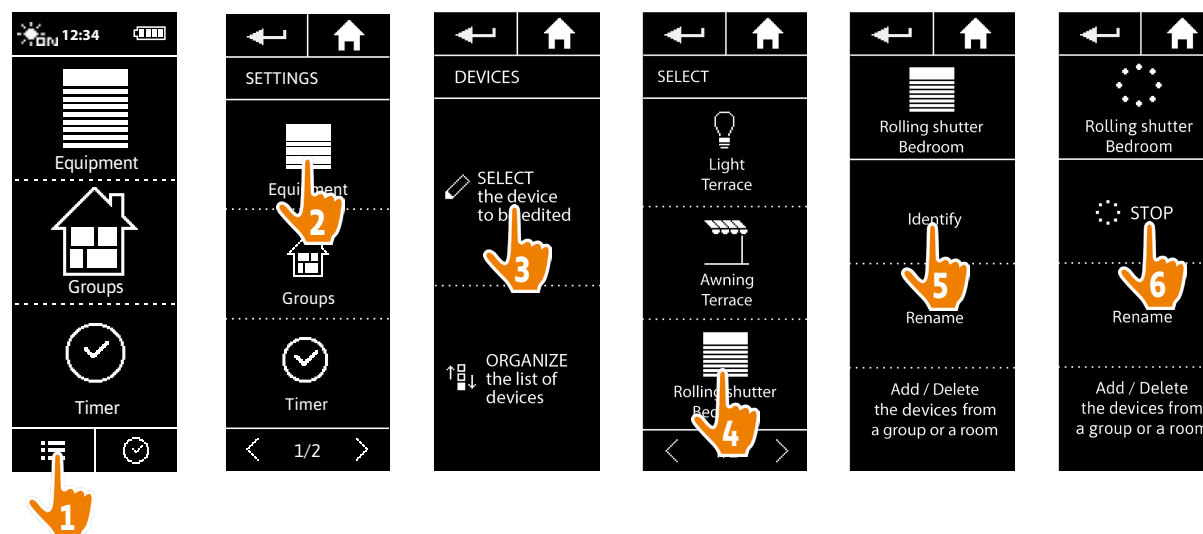 ON 12:34
Equipment
Groups
Timer
1
SETTINGS
Equipment
2
Groups
Timer
1/2
DEVICES
SELECT
the device
to be edited
3
ORGANIZE
the list of
devices
SELECT
Light
Terrace
Awning
Terrace
Rolling shutter
4
Rolling shutter
Bedroom
Identify
5
Rename
Add / Delete
the devices from
a group or a room
Rolling shutter
Bedroom
STOP
6
Rename
Add / Delete
the devices from
a group or a room